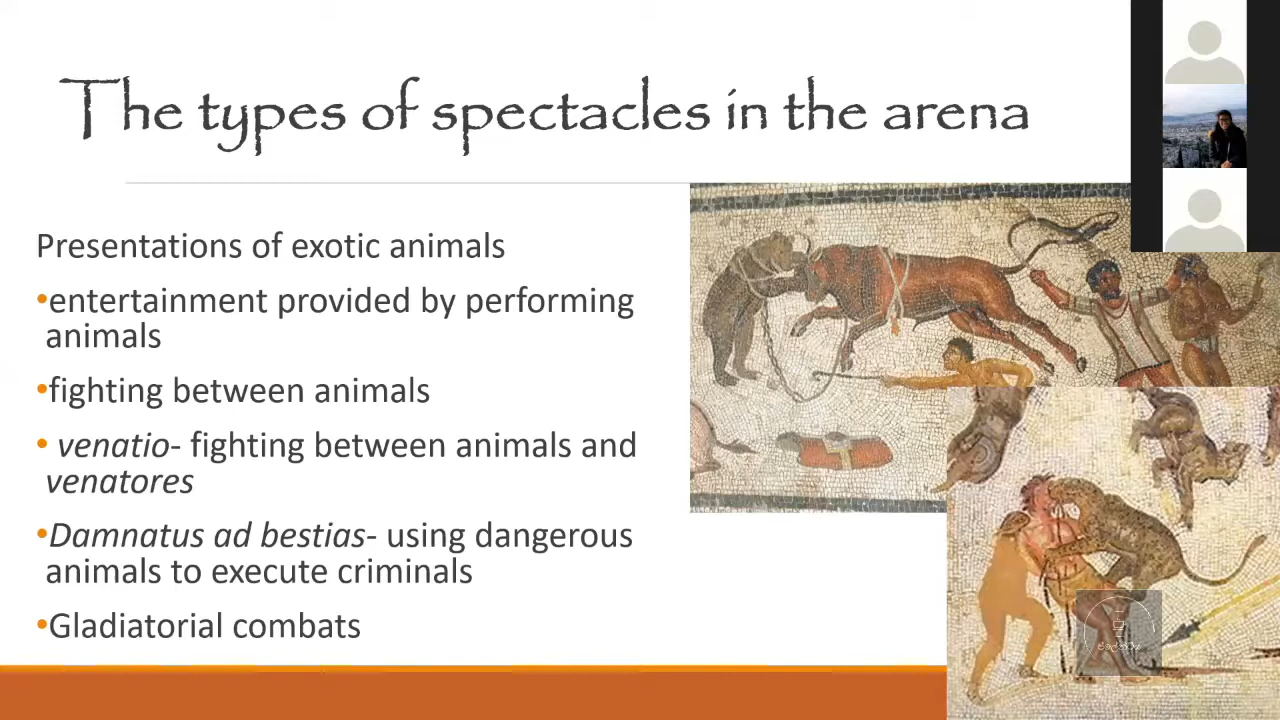 The types of spectacles in the arena
Presentations of exotic animals
•entertainment provided by performing
animals
•fighting between animals
• venatio- fighting between animals and
venatores
•Damnatus ad bestias- using dangerous
animals to execute criminals
•Gladiatorial combats